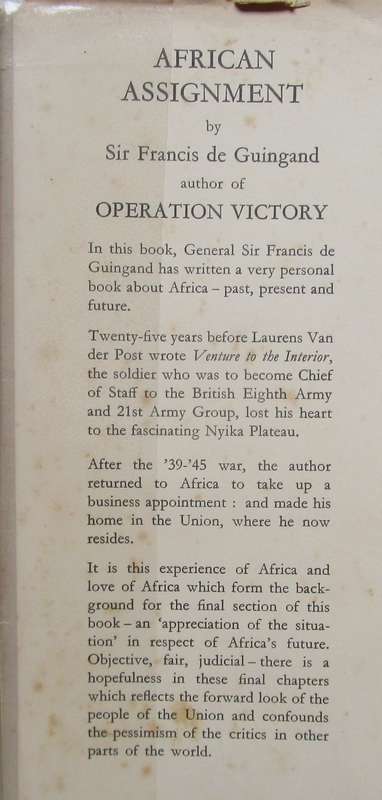 AFRICAN
ASSIGNMENT
by
Sir Francis de Guingand
author of
OPERATION VICTORY
In this book, General Sir Francis de
Guingand has written a very personal
book about Africa – past, present and
future.
Twenty-five years before Laurens Van
der Post wrote Venture to the Interior,
the soldier who was to become Chief
of Staff to the British Eighth Army
and 21st Army Group, lost his heart
to the fascinating Nyika Plateau.
After the '39-'45 war, the author
returned to Africa to take up a
business appointment : and made his
home in the Union, where he now
resides.
It is this experience of Africa and
love of Africa which form the back-
ground for the final section of this
book – an 'appreciation of the situa-
tion' in respect of Africa's future.
Objective, fair, judicial – there is a
hopefulness in these final chapters
which reflects the forward look of the
people of the Union and confounds
the pessimism of the critics in other
parts of the world.